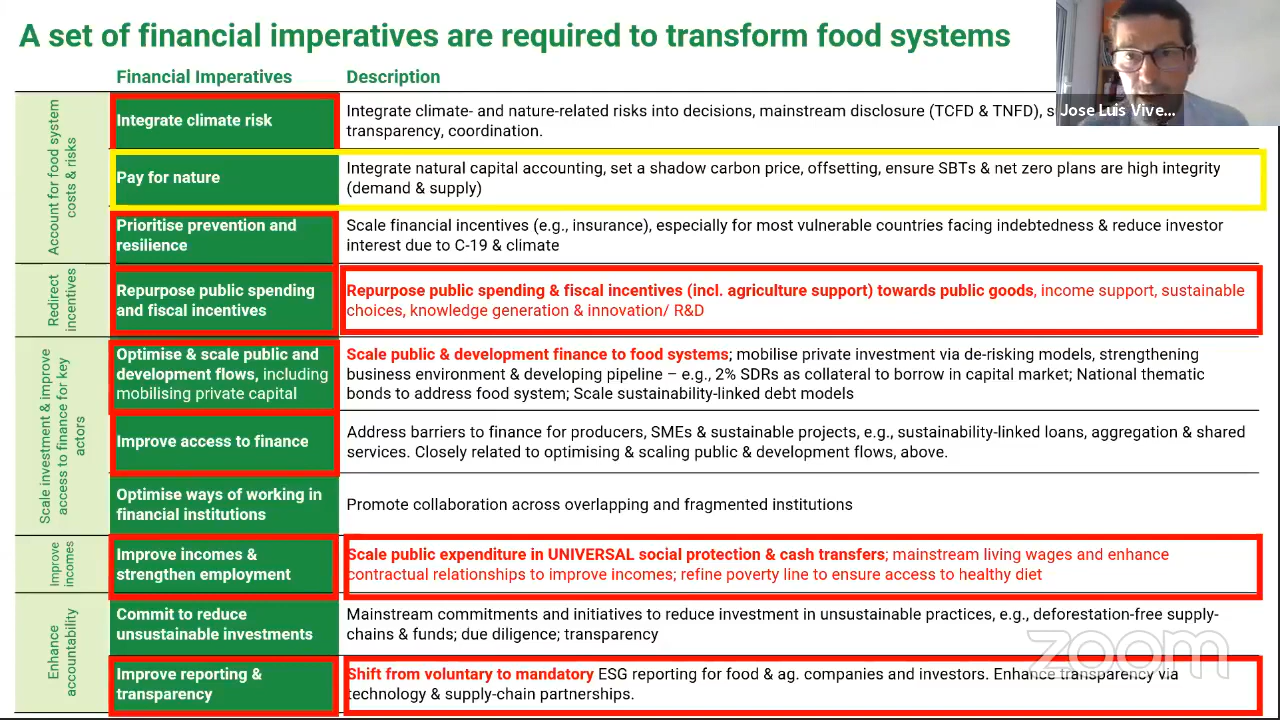 A set of financial imperatives are required to transform food systems
Jose Luis Vive...
Financial Imperatives
Description
Account for food system
costs & risks
Integrate climate risk
Integrate climate- and nature-related risks into decisions, mainstream disclosure (TCFD & TNFD),
transparency, coordination.
Pay for nature
Integrate natural capital accounting, set a shadow carbon price, offsetting, ensure SBTs & net zero plans are high integrity
(demand & supply)
Prioritise prevention and
resilience
Scale financial incentives (e.g., insurance), especially for most vulnerable countries facing indebtedness & reduce investor
interest due to C-19 & climate
Redirect
incentives
Repurpose public spending
and fiscal incentives
Repurpose public spending & fiscal incentives (incl. agriculture support) towards public goods, income support, sustainable
choices, knowledge generation & innovation/ R&D
Scale investment & improve
access to finance for key
actors
Optimise & scale public and
development flows, including
mobilising private capital
Scale public & development finance to food systems; mobilise private investment via de-risking models, strengthening
business environment & developing pipeline – e.g., 2% SDRs as collateral to borrow in capital market; National thematic
bonds to address food system; Scale sustainability-linked debt models
Improve access to finance
Address barriers to finance for producers, SMEs & sustainable projects, e.g., sustainability-linked loans, aggregation & shared
services. Closely related to optimising & scaling public & development flows, above.
Optimise ways of working in
financial institutions
Promote collaboration across overlapping and fragmented institutions
Improve
incomes
Improve incomes &
strengthen employment
Scale public expenditure in UNIVERSAL social protection & cash transfers; mainstream living wages and enhance
contractual relationships to improve incomes; refine poverty line to ensure access to healthy diet
Enhance
accountability
Commit to reduce
unsustainable investments
Mainstream commitments and initiatives to reduce investment in unsustainable practices, e.g., deforestation-free supply-
chains & funds; due diligence; transparency
Improve reporting &
transparency
Shift from voluntary to mandatory ESG reporting for food & ag. companies and investors. Enhance transparency via
technology & supply-chain partnerships.
zoom